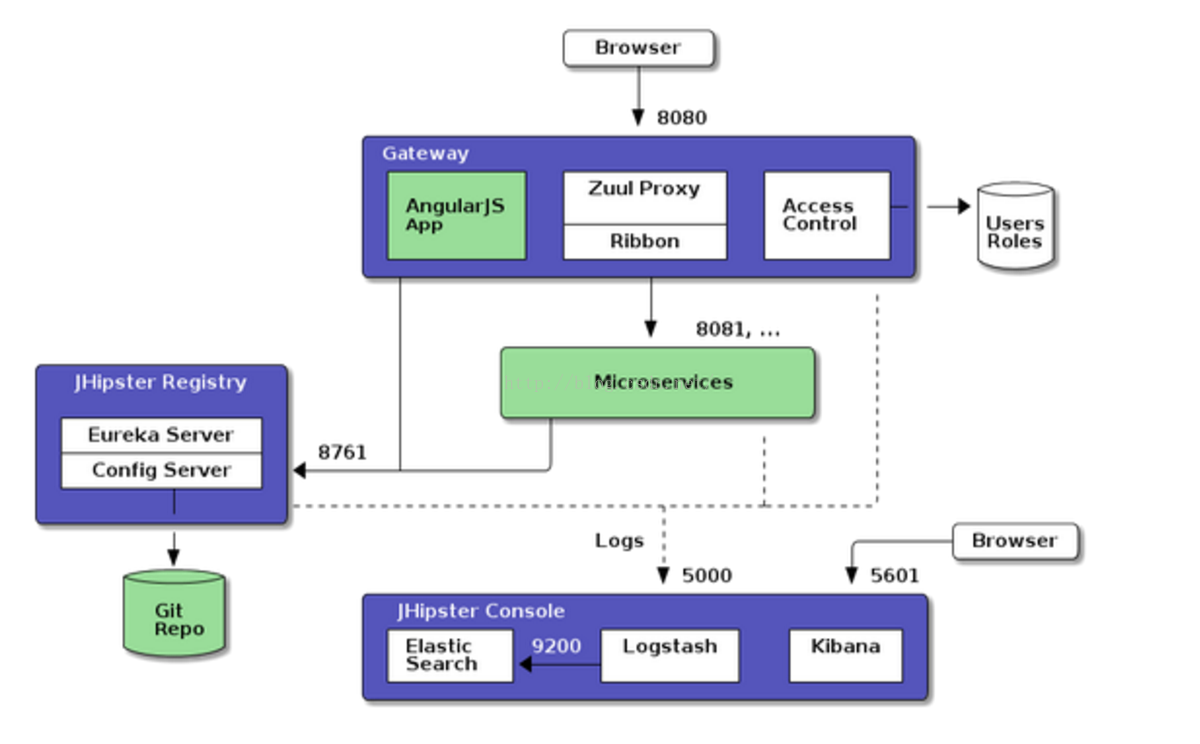 Browser
8080
Gateway
AngularJS
App
Zuul Proxy
Ribbon
Access
Control
Users
Roles
8081, ...
Microservices
JHipster Registry
Eureka Server
Config Server
8761
Git
Repo
Logs
5000
Browser
5601
JHipster Console
Elastic
Search
9200
Logstash
Kibana